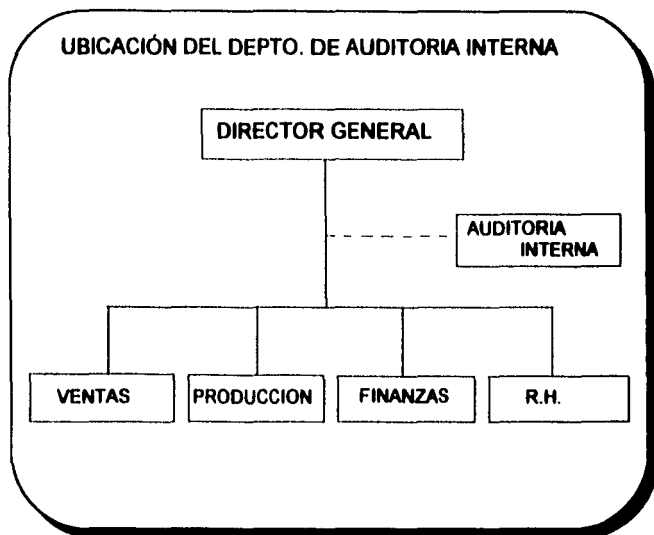 UBICACIÓN DEL DEPTO. DE AUDITORIA INTERNA
DIRECTOR GENERAL
AUDITORIA
INTERNA
VENTAS
PRODUCCION
FINANZAS
R.H.